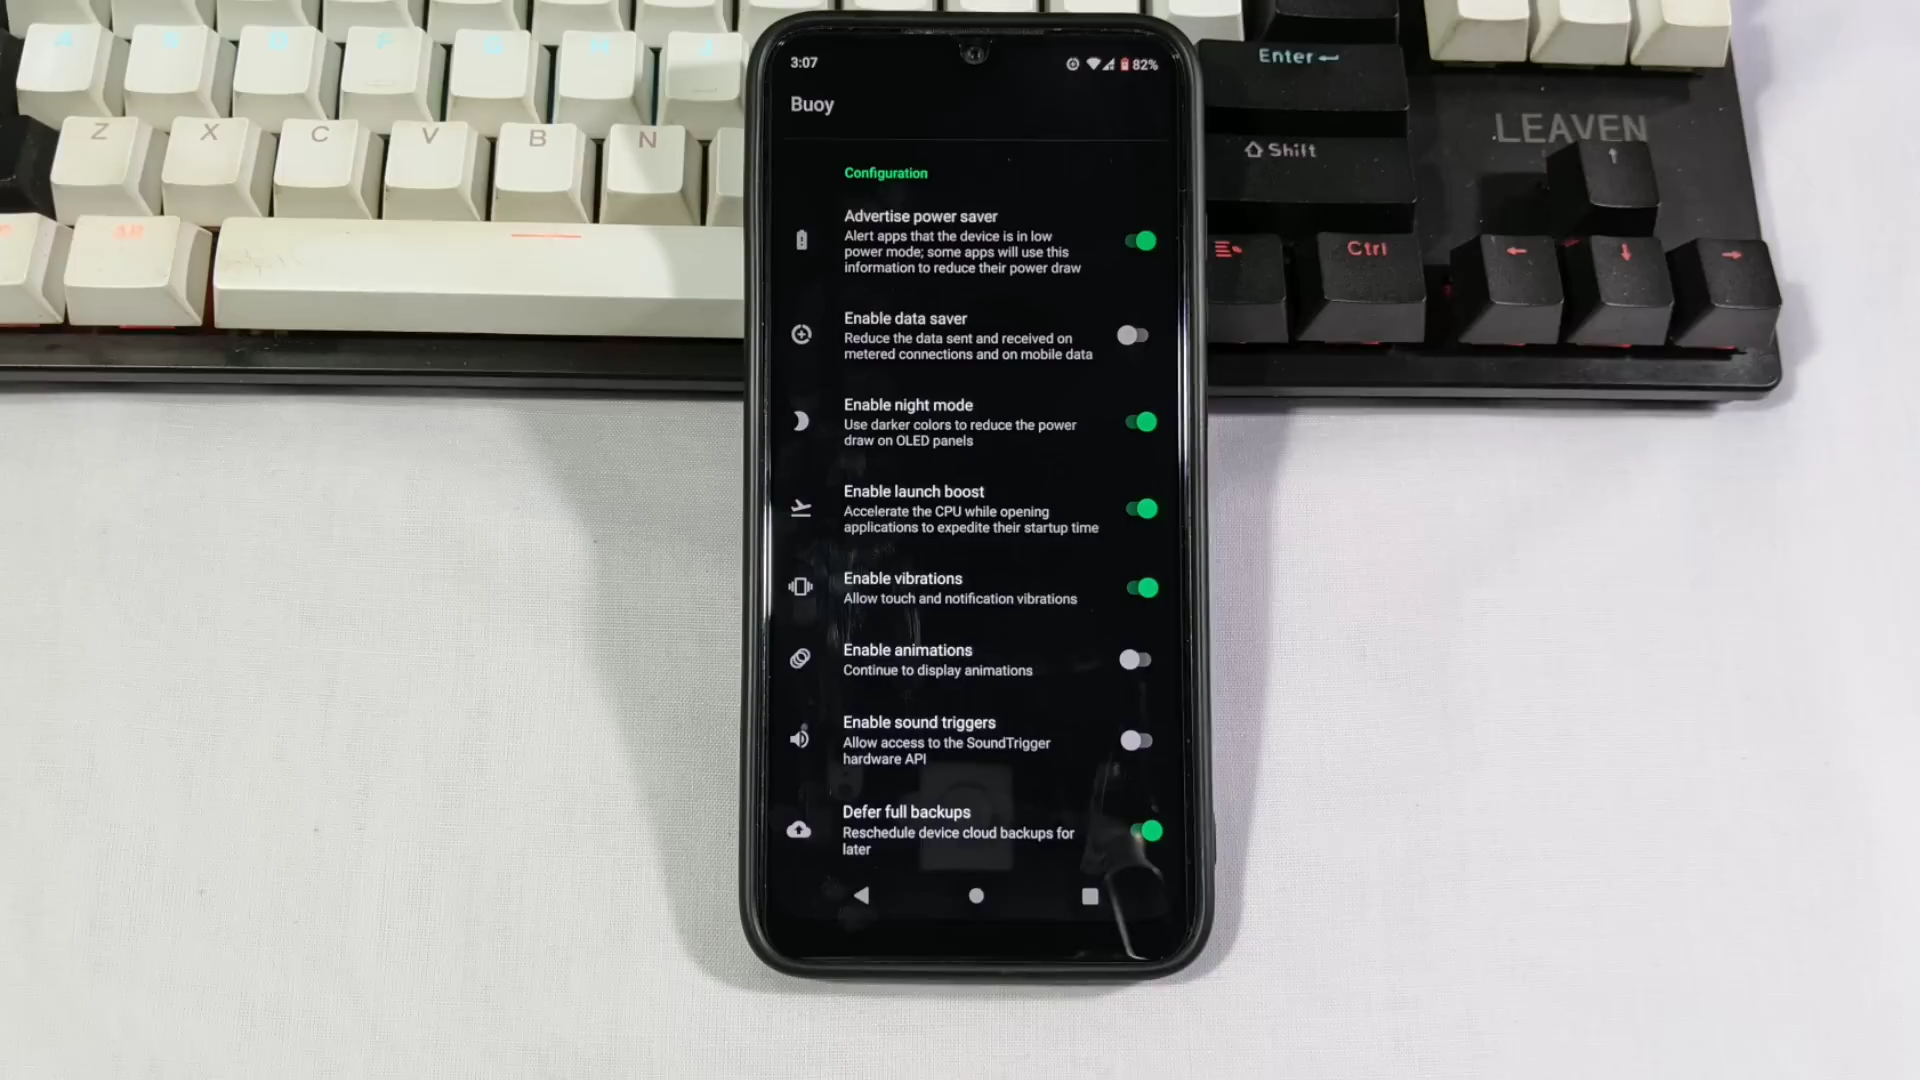 A S D F G H J
Enter
3:07
82%
Buoy
LEAVEN
Z X C V B N
Shift
Configuration
Advertise power saver
Alert apps that the device is in low
power mode; some apps will use this
information to reduce their power draw
Ctrl
Enable data saver
Reduce the data sent and received on
metered connections and on mobile data
Enable night mode
Use darker colors to reduce the power
draw on OLED panels
Enable launch boost
Accelerate the CPU while opening
applications to expedite their startup time
Enable vibrations
Allow touch and notification vibrations
Enable animations
Continue to display animations
Enable sound triggers
Allow access to the SoundTrigger
hardware API
Defer full backups
Reschedule device cloud backups for
later